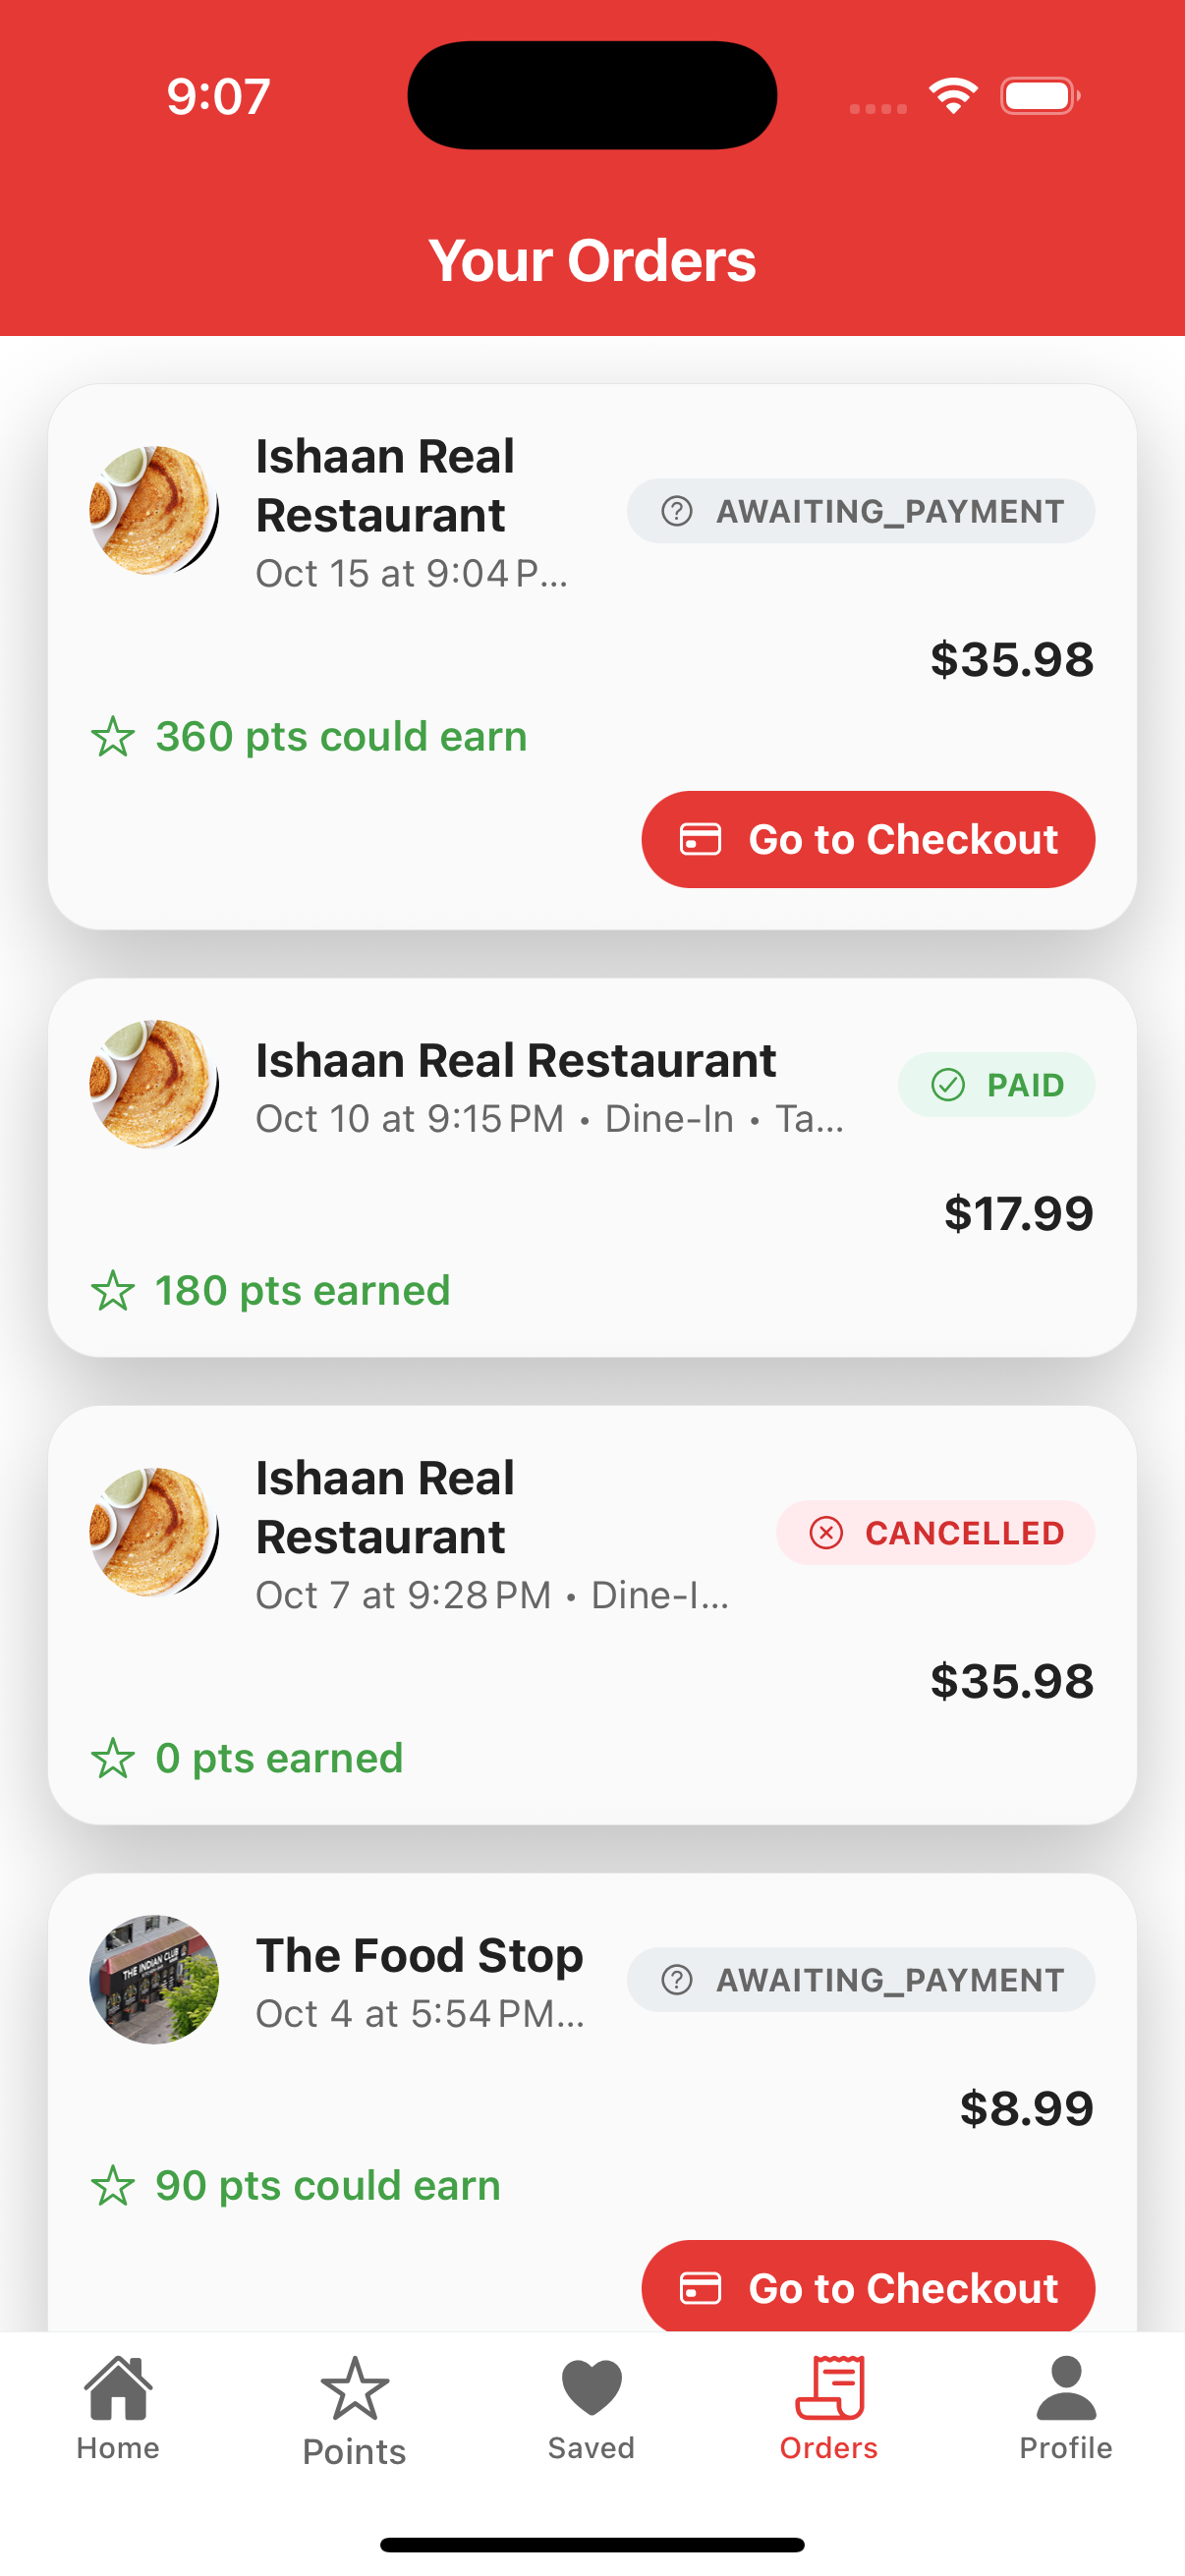 9:07
Your Orders
Ishaan Real
Restaurant
Oct 15 at 9:04 P...
AWAITING_PAYMENT
$35.98
360 pts could earn
Go to Checkout
Ishaan Real Restaurant
Oct 10 at 9:15 PM • Dine-In • Ta...
PAID
$17.99
180 pts earned
Ishaan Real
Restaurant
Oct 7 at 9:28 PM • Dine-I...
CANCELLED
$35.98
0 pts earned
THE INDIAN CLUB
The Food Stop
Oct 4 at 5:54 PM...
AWAITING_PAYMENT
$8.99
90 pts could earn
Go to Checkout
Home
Points
Saved
Orders
Profile